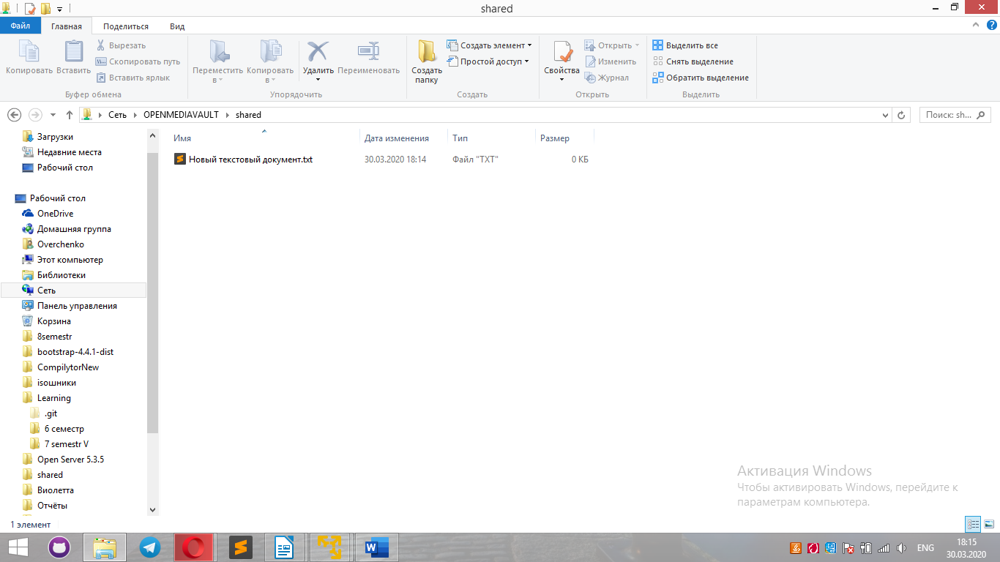 shared
Файл Главная Поделиться Вид
Копировать Вставить Вырезать Скопировать путь Вставить ярлык
Переместить в Копировать в Удалить Переименовать
Создать папку Создать элемент Простой доступ
Свойства Открыть Изменить Журнал
Выделить все Снять выделение Обратить выделение
Буфер обмена Упорядочить Создать Открыть Выделить
Сеть OPENMEDIAVAULT shared Поиск: sh...
Имя Дата изменения Тип Размер
Новый текстовый документ.txt 30.03.2020 18:14 Файл "TXT" 0 КБ
Загрузки
Недавние места
Рабочий стол
Рабочий стол
OneDrive
Домашняя группа
Overchenko
Этот компьютер
Библиотеки
Сеть
Панель управления
Корзина
8semestr
bootstrap-4.4.1-dist
CompilytorNew
isoшники
Learning
.git
6 семестр
7 semestr V
Open Server 5.3.5
shared
Виолетта
Отчёты
Активация Windows
Чтобы активировать Windows, перейдите к
параметрам компьютера.
1 элемент
ENG 18:15
30.03.2020